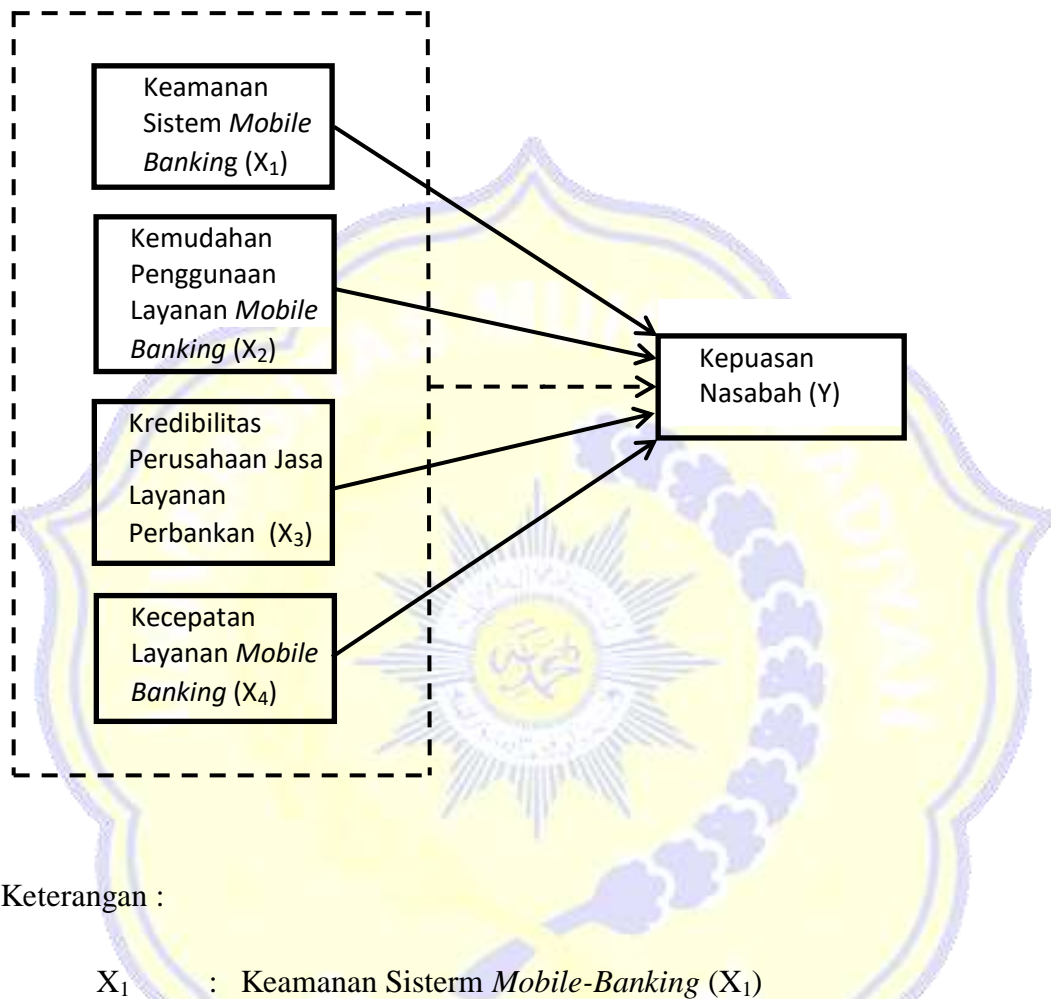 Keamanan
Sistem Mobile
Banking (X₁)
Kemudahan
Penggunaan
Layanan Mobile
Banking (X₂)
Kredibilitas
Perusahaan Jasa
Layanan
Perbankan (X₃)
Kecepatan
Layanan Mobile
Banking (X₄)
Kepuasan
Nasabah (Y)
Keterangan :
X₁ : Keamanan Sisterm Mobile-Banking (X₁)